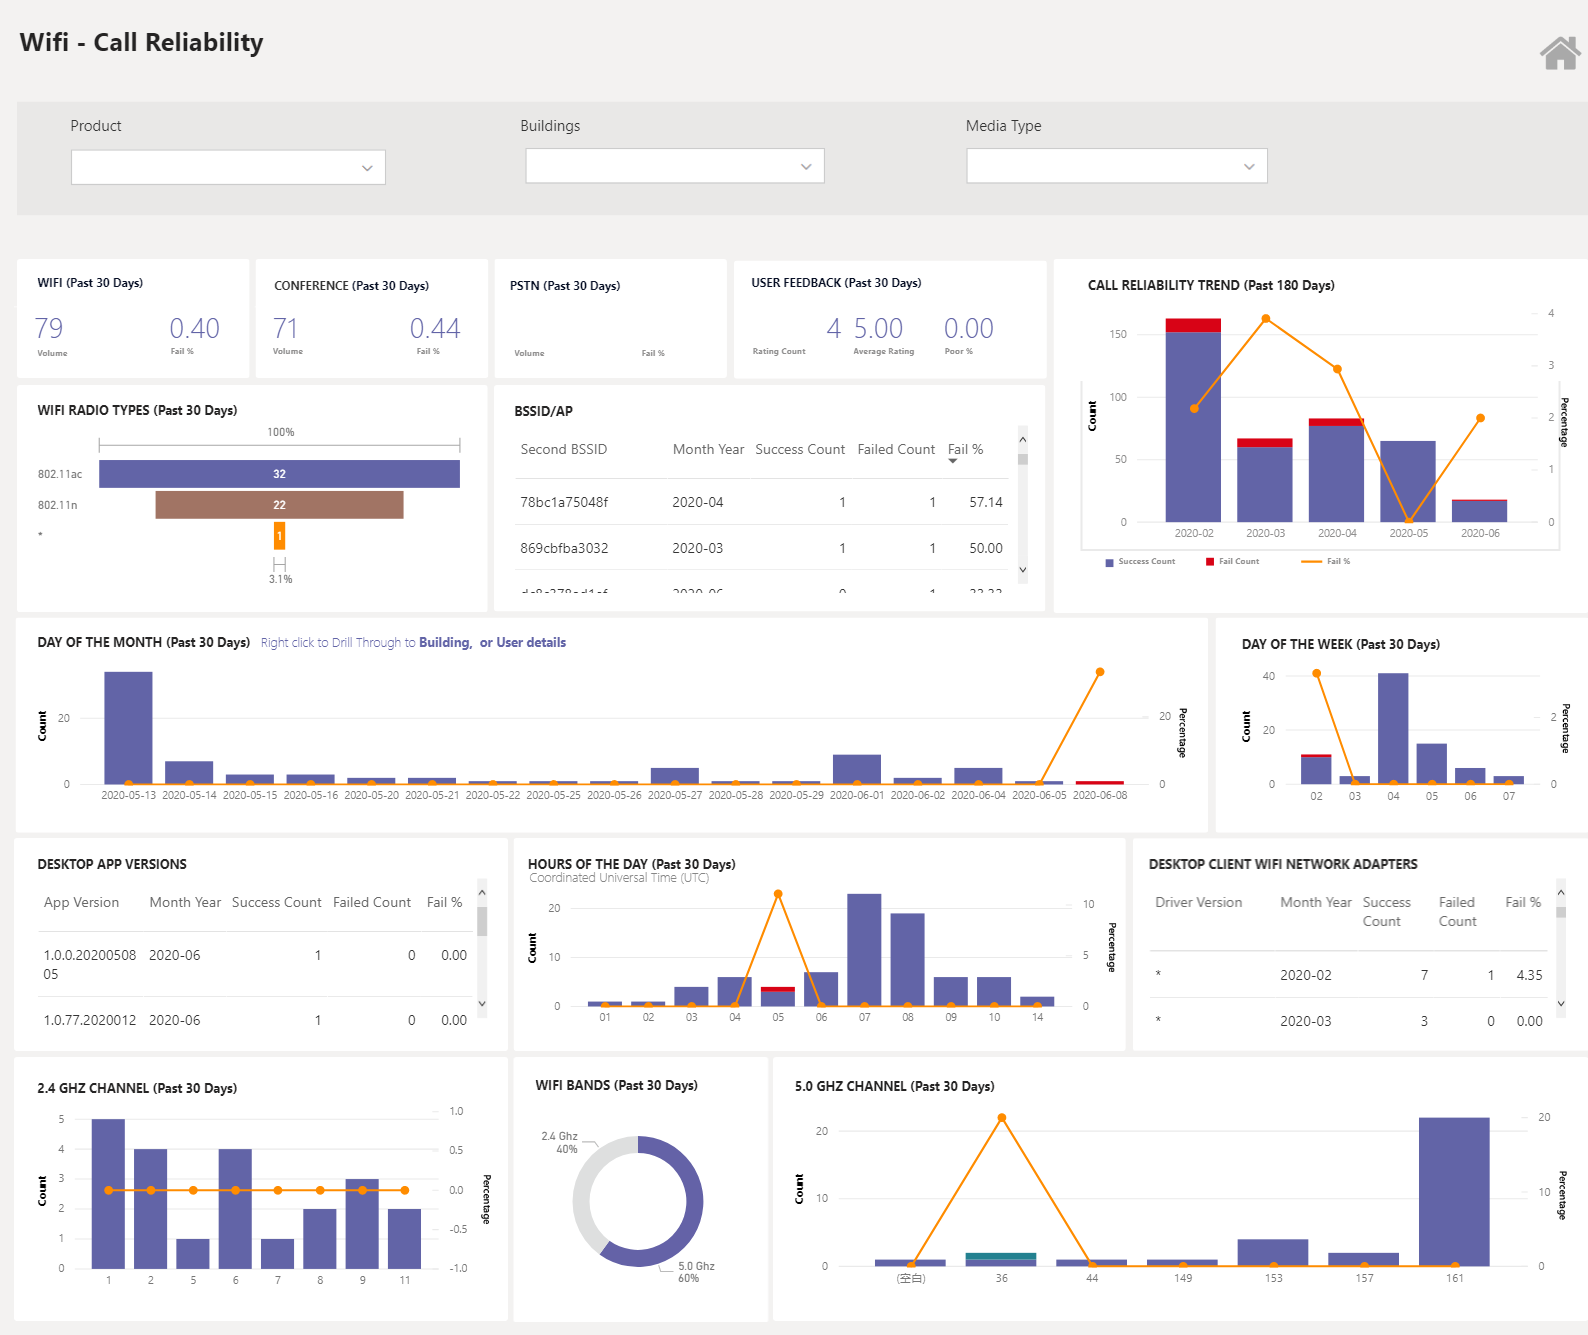 Wifi - Call Reliability
Product
Buildings
Media Type
WIFI (Past 30 Days)
79
0.40
Volume
Fail %
CONFERENCE (Past 30 Days)
71
0.44
Volume
Fail %
PSTN (Past 30 Days)
Volume
Fail %
USER FEEDBACK (Past 30 Days)
4
5.00
0.00
Rating Count
Average Rating
Poor %
CALL RELIABILITY TREND (Past 180 Days)
Count
150
100
50
0
4
3
2
1
0
Percentage
2020-02 2020-03 2020-04 2020-05 2020-06
Success Count Fail Count Fail %
WIFI RADIO TYPES (Past 30 Days)
100%
802.11ac 32
802.11n 22
* 1
3.1%
BSSID/AP
Second BSSID Month Year Success Count Failed Count Fail %
78bc1a75048f 2020-04 1 1 57.14
869cbfba3032 2020-03 1 1 50.00
DAY OF THE MONTH (Past 30 Days) Right click to Drill Through to Building, or User details
Count
20
0
20
0
Percentage
2020-05-13 2020-05-14 2020-05-15 2020-05-16 2020-05-20 2020-05-21 2020-05-22 2020-05-25 2020-05-26 2020-05-27 2020-05-28 2020-05-29 2020-06-01 2020-06-02 2020-06-04 2020-06-05 2020-06-08
DAY OF THE WEEK (Past 30 Days)
Count
40
20
0
2
0
Percentage
02 03 04 05 06 07
DESKTOP APP VERSIONS
App Version Month Year Success Count Failed Count Fail %
1.0.0.20200508 2020-06 1 0 0.00
05
1.0.77.2020012 2020-06 1 0 0.00
HOURS OF THE DAY (Past 30 Days)
Coordinated Universal Time (UTC)
Count
20
10
0
10
5
0
Percentage
01 02 03 04 05 06 07 08 09 10 14
DESKTOP CLIENT WIFI NETWORK ADAPTERS
Driver Version Month Year Success Failed Fail %
Count Count
* 2020-02 7 1 4.35
* 2020-03 3 0 0.00
2.4 GHZ CHANNEL (Past 30 Days)
Count
5
4
3
2
1
0
1.0
0.5
0.0
-0.5
-1.0
Percentage
1 2 5 6 7 8 9 11
WIFI BANDS (Past 30 Days)
2.4 Ghz
40%
5.0 Ghz
60%
5.0 GHZ CHANNEL (Past 30 Days)
Count
20
10
0
20
10
0
Percentage
(空白) 36 44 149 153 157 161